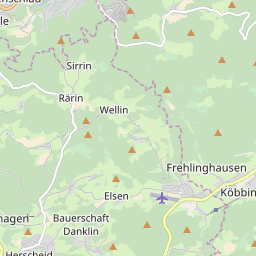 Sirrin
Rärin
Wellin
Frehlinghausen
Elsen
Köbbin
hagen
Bauerschaft
Danklin
Herscheid